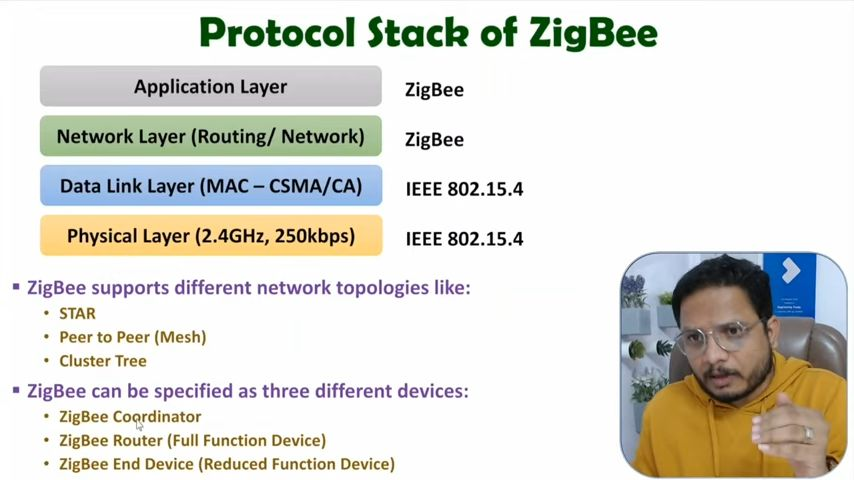 Protocol Stack of ZigBee
Application Layer ZigBee
Network Layer (Routing/ Network) ZigBee
Data Link Layer (MAC – CSMA/CA) IEEE 802.15.4
Physical Layer (2.4GHz, 250kbps) IEEE 802.15.4
▪ ZigBee supports different network topologies like:
• STAR
• Peer to Peer (Mesh)
• Cluster Tree
▪ ZigBee can be specified as three different devices:
• ZigBee Coordinator
• ZigBee Router (Full Function Device)
• ZigBee End Device (Reduced Function Device)